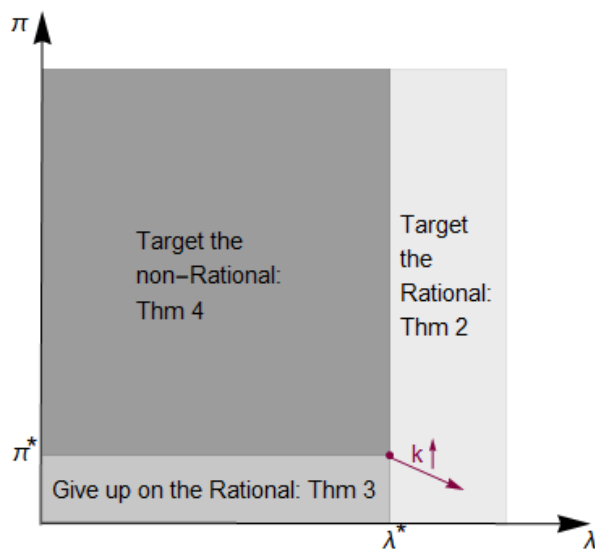 π
Target the
non−Rational:
Thm 4
Target
the
Rational:
Thm 2
π*
k
Give up on the Rational: Thm 3
λ*
λ